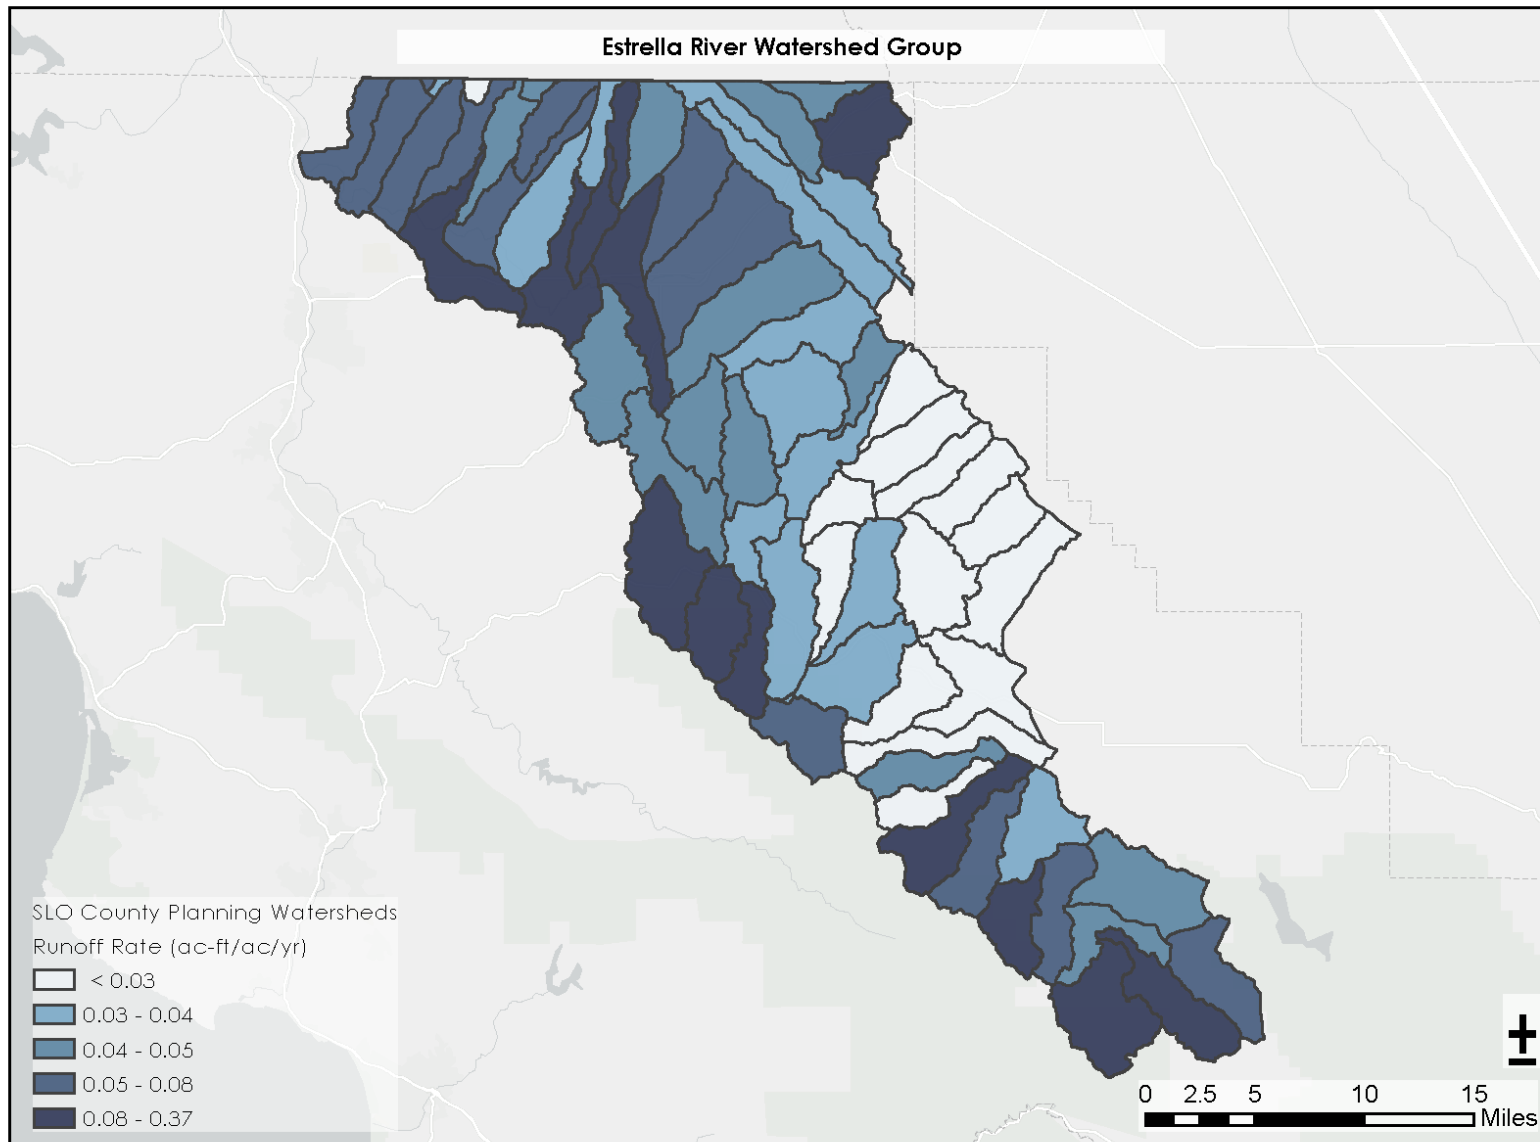 Estrella River Watershed Group
SLO County Planning Watersheds
Runoff Rate (ac-ft/ac/yr)
< 0.03
0.03 - 0.04
0.04 - 0.05
0.05 - 0.08
0.08 - 0.37
0 2.5 5 10 15
Miles